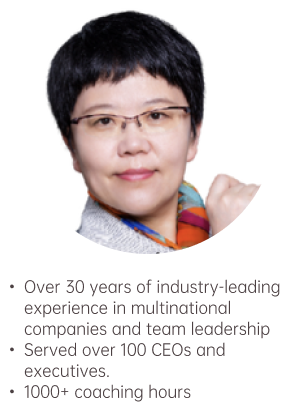 • Over 30 years of industry-leading
experience in multinational
companies and team leadership
• Served over 100 CEOs and
executives.
• 1000+ coaching hours